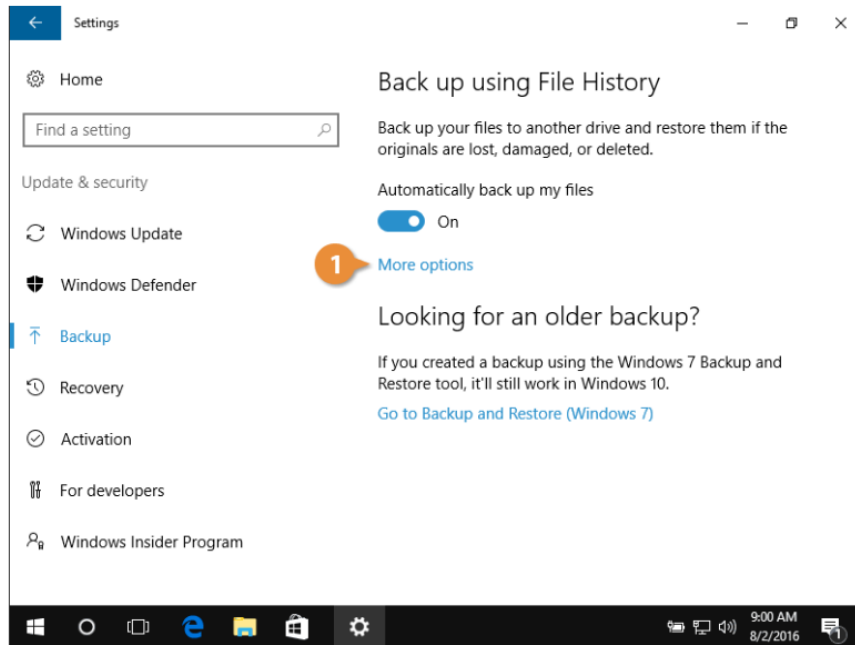 Settings
Home
Find a setting
Update & security
Windows Update
Windows Defender
Backup
Recovery
Activation
For developers
Windows Insider Program
Back up using File History
Back up your files to another drive and restore them if the
originals are lost, damaged, or deleted.
Automatically back up my files
On
1
More options
Looking for an older backup?
If you created a backup using the Windows 7 Backup and
Restore tool, it'll still work in Windows 10.
Go to Backup and Restore (Windows 7)
9:00 AM
8/2/2016
1